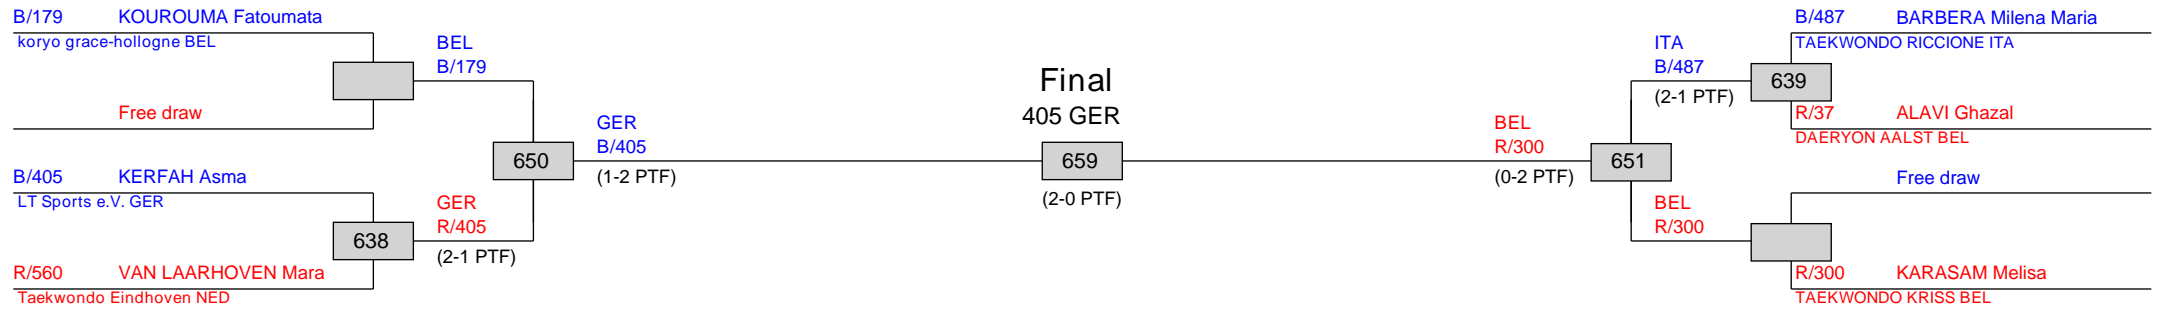 B/179 KOUROUMA Fatoumata
koryo grace-hollogne BEL
Free draw
BEL
B/179
B/405 KERFAH Asma
LT Sports e.V. GER
638
R/560 VAN LAARHOVEN Mara
Taekwondo Eindhoven NED
GER
R/405
(2-1 PTF)
650
GER
B/405
(1-2 PTF)
Final
405 GER
659
(2-0 PTF)
BEL
R/300
(0-2 PTF)
651
ITA
B/487
(2-1 PTF)
BEL
R/300
B/487 BARBERA Milena Maria
TAEKWONDO RICCIONE ITA
639
R/37 ALAVI Ghazal
DAERYON AALST BEL
Free draw
R/300 KARASAM Melisa
TAEKWONDO KRISS BEL